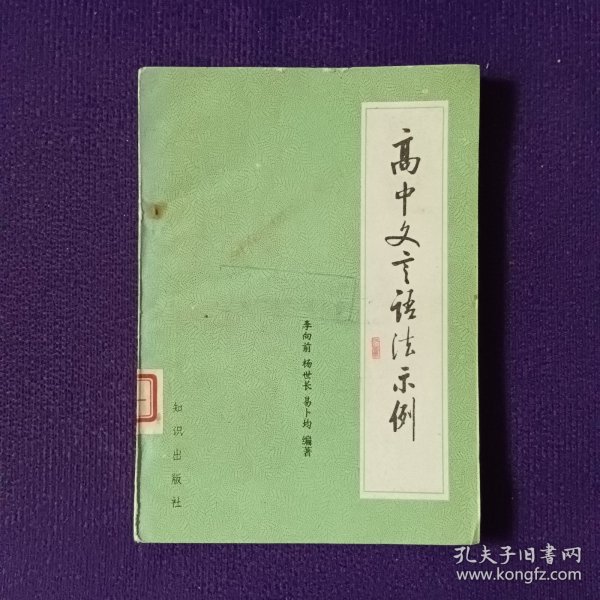 高中文言语法示例
李向前 杨世长 易卜均 编著
知识出版社
一
孔夫子旧书网
www.kongfz.com